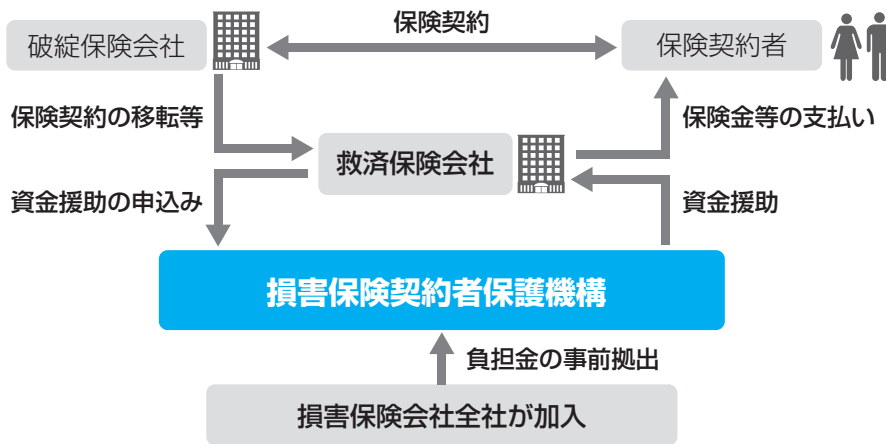 破綻保険会社
保険契約
保険契約者
保険契約の移転等
保険金等の支払い
救済保険会社
資金援助の申込み
資金援助
損害保険契約者保護機構
負担金の事前拠出
損害保険会社全社が加入